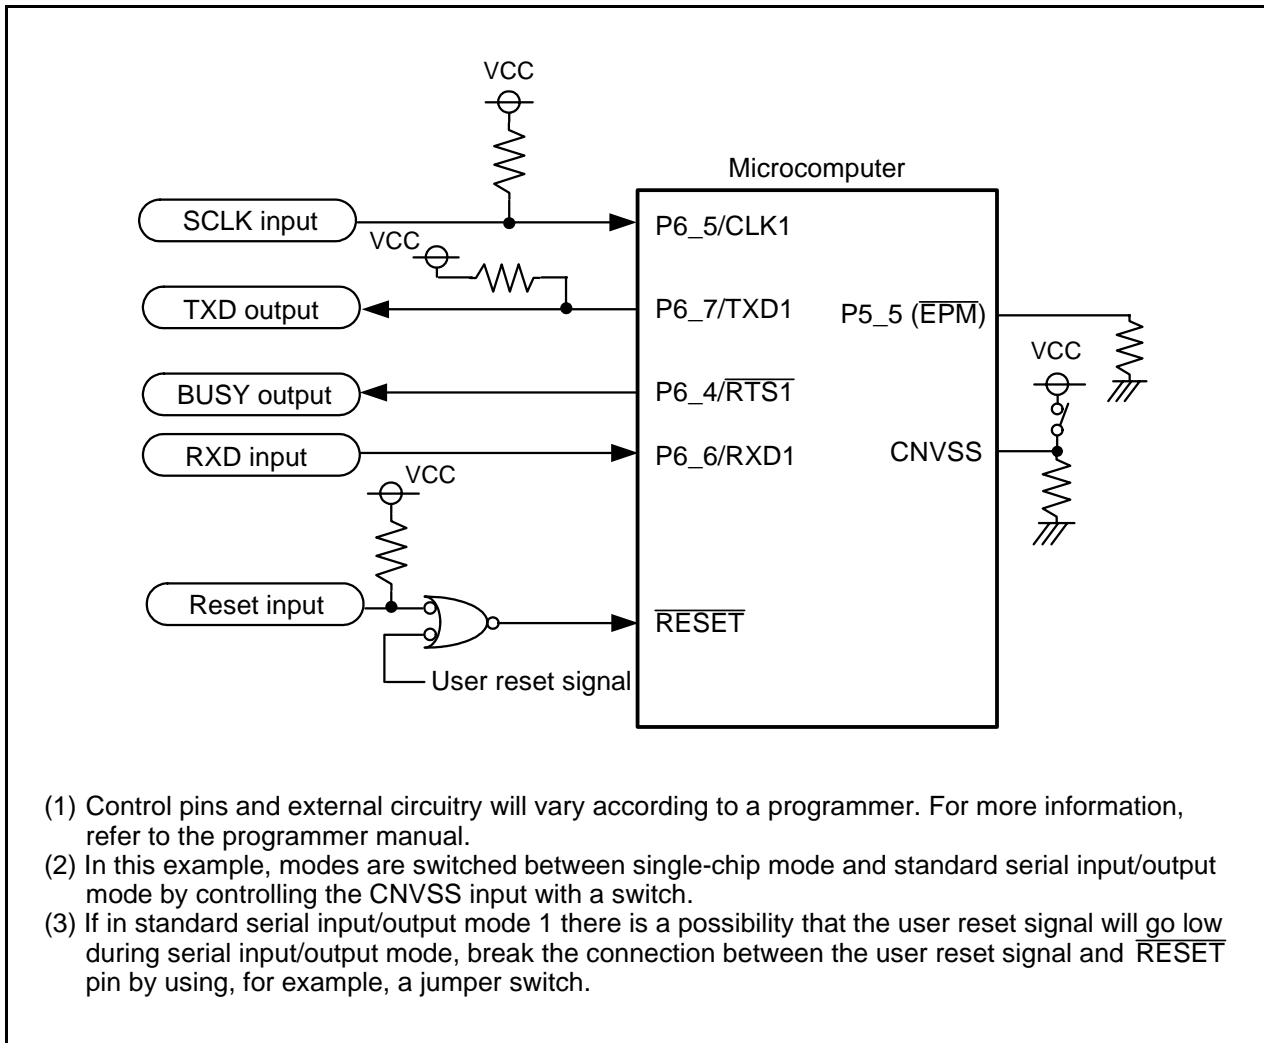 VCC
Microcomputer
SCLK input
P6_5/CLK1
VCC
TXD output
P6_7/TXD1
P5_5 (E̅P̅M̅)
VCC
BUSY output
P6_4/R̅T̅S̅1̅
RXD input
P6_6/RXD1
CNVSS
VCC
Reset input
R̅E̅S̅E̅T̅
User reset signal
(1) Control pins and external circuitry will vary according to a programmer. For more information,
refer to the programmer manual.
(2) In this example, modes are switched between single-chip mode and standard serial input/output
mode by controlling the CNVSS input with a switch.
(3) If in standard serial input/output mode 1 there is a possibility that the user reset signal will go low
during serial input/output mode, break the connection between the user reset signal and R̅E̅S̅E̅T̅
pin by using, for example, a jumper switch.